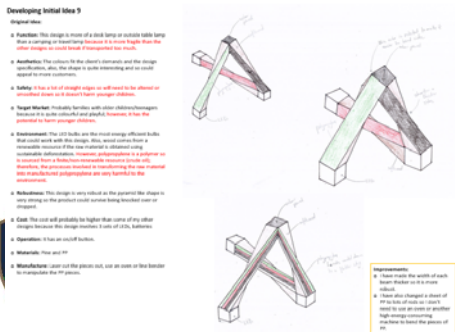 Developing Initial Idea 9
Original Idea:
Function: This design is more of a desk lamp or outside table lamp
than a camping or travel lamp because it is more fragile than the
other designs so could break if transported too much.
Aesthetics: The colours fit the client's demands and the design
specification, also, the shape is quite interesting and so could
appeal to more customers.
Safety: It has a lot of straight edges so will need to be altered or
smoothed down so it doesn't harm younger children.
Target Market: Probably families with older children/teenagers
because it is quite colourful and playful, however, it has the
potential to harm younger children.
Environment: The LED bulbs are the most energy efficient bulbs
that could work with this design. Also, wood comes from a
renewable resource if the raw material is obtained using
sustainable deforestation. However, polypropylene is a polymer so
is sourced from a finite/non-renewable resource (crude oil),
therefore, the processes involved in transforming the raw material
into manufactured polypropylene are very harmful to the
environment.
Robustness: This design is very robust as the pyramid like shape is
very strong so the product could survive being knocked over or
dropped.
Cost: The cost will probably be higher than some of my other
designs because this design involves 3 sets of LEDs, batteries
Operation: It has an on/off button.
Materials: Pine and PP
Manufacture: Laser cut the pieces out, use an oven or line bender
to manipulate the PP pieces.
Improvements:
I have made the width of each
beam thicker so it is more
robust.
I have also changed a sheet of
PP to lots of rods so I don't
need to use an oven or another
high energy-consuming
machine to bend the pieces of
PP.